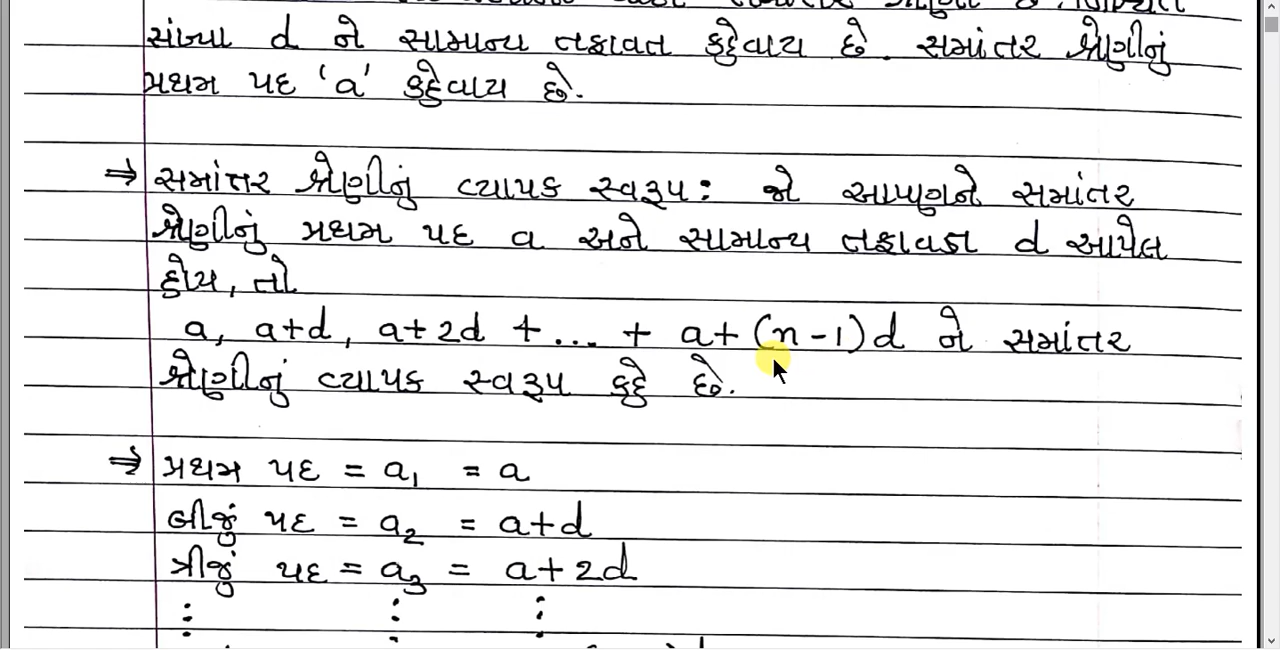 સંખ્યા d ને સામાન્ય તફાવત કહેવાય છે. સમાંતર શ્રેણીનું
પ્રથમ પદ 'a' કહેવાય છે.
⇒ સમાંતર શ્રેણીનું વ્યાપક સ્વરૂપ : જો આપણને સમાંતર
શ્રેણીનું પ્રથમ પદ a અને સામાન્ય તફાવત d આપેલ
હોય, તો
a, a+d, a+2d + ... + a+(n-1)d ને સમાંતર
શ્રેણીનું વ્યાપક સ્વરૂપ કહે છે.
⇒ પ્રથમ પદ = a₁ = a
બીજું પદ = a₂ = a+d
ત્રીજું પદ = a₃ = a+2d
⋮ ⋮ ⋮